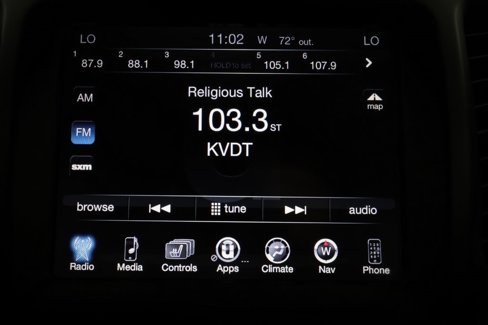 LO 11:02 W 72° out. LO
1 87.9 2 88.1 3 98.1 4 HOLD to set 5 105.1 6 107.9
Religious Talk
AM
map
103.3 ST
FM
KVDT
sxm
browse tune audio
Radio Media Controls Apps Climate Nav Phone